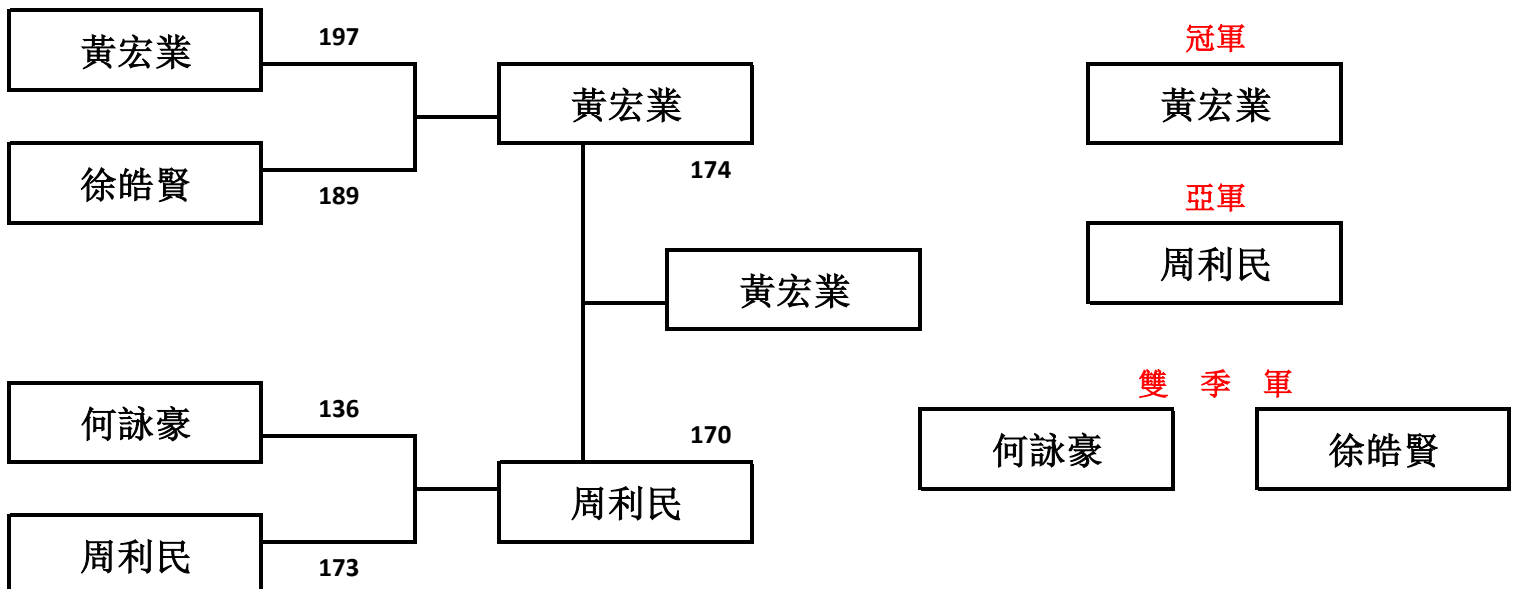 黃宏業
197
徐皓賢
189
何詠豪
136
周利民
173
黃宏業
174
170
周利民
黃宏業
冠軍
黃宏業
亞軍
周利民
雙 季 軍
何詠豪 徐皓賢